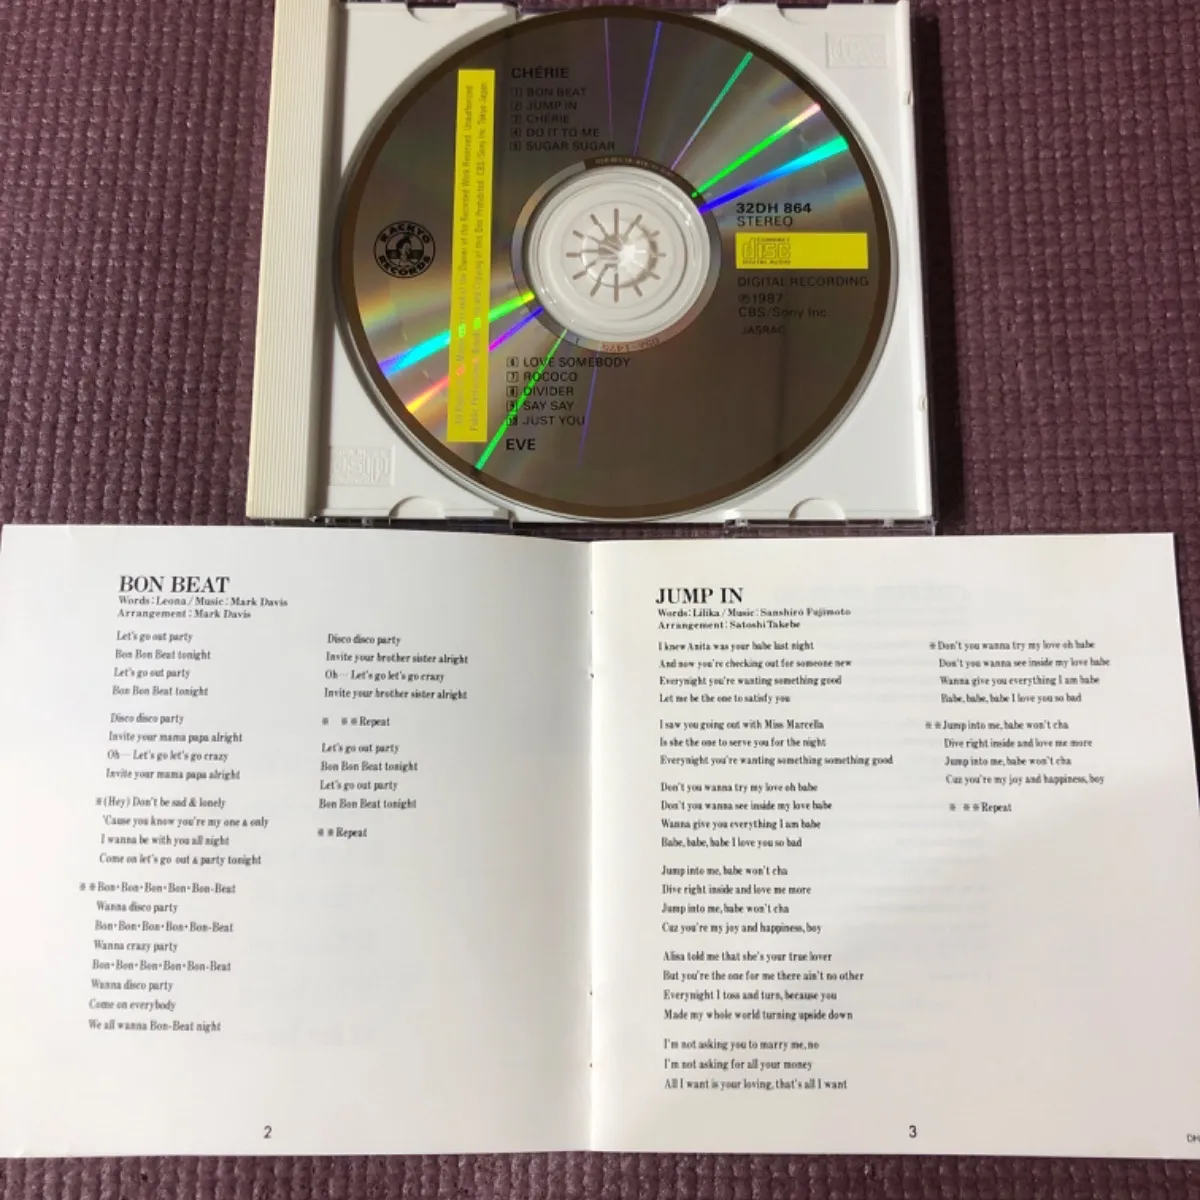 CHÉRIE
1 BON BEAT
2 JUMP IN
3 CHÉRIE
4 DO IT TO ME
5 SUGAR SUGAR
RACKYO
RECORDS
32DH 864
STEREO
COMPACT
disc
DIGITAL AUDIO
DIGITAL RECORDING
℗1987
CBS/Sony Inc.
JASRAC
6 LOVE SOMEBODY
7 ROCOCO
8 DIVIDER
9 SAY SAY
10 JUST YOU
EVE
BON BEAT
Words:Leona/Music:Mark Davis
Arrangement:Mark Davis
Let's go out party
Bon Bon Beat tonight
Let's go out party
Bon Bon Beat tonight
Disco disco party
Invite your mama papa alright
Oh… Let's go let's go crazy
Invite your mama papa alright
※(Hey) Don't be sad & lonely
'Cause you know you're my one & only
I wanna be with you all night
Come on let's go out & party tonight
※※Bon・Bon・Bon・Bon・Bon-Beat
Wanna disco party
Bon・Bon・Bon・Bon・Bon-Beat
Wanna crazy party
Bon・Bon・Bon・Bon・Bon-Beat
Wanna disco party
Come on everybody
We all wanna Bon-Beat night
Disco disco party
Invite your brother sister alright
Oh… Let's go let's go crazy
Invite your brother sister alright
※ ※※Repeat
Let's go out party
Bon Bon Beat tonight
Let's go out party
Bon Bon Beat tonight
※※Repeat
2
JUMP IN
Words:Lilika/Music:Sanshiro Fujimoto
Arrangement:Satoshi Takebe
I knew Anita was your babe last night
And now you're checking out for someone new
Everynight you're wanting something good
Let me be the one to satisfy you
I saw you going out with Miss Marcella
Is she the one to serve you for the night
Everynight you're wanting something something good
Don't you wanna try my love oh babe
Don't you wanna see inside my love babe
Wanna give you everything I am babe
Babe, babe, babe I love you so bad
Jump into me, babe won't cha
Dive right inside and love me more
Jump into me, babe won't cha
Cuz you're my joy and happiness, boy
Alisa told me that she's your true lover
But you're the one for me there ain't no other
Everynight I toss and turn, because you
Made my whole world turning upside down
I'm not asking you to marry me, no
I'm not asking for all your money
All I want is your loving, that's all I want
※Don't you wanna try my love oh babe
Don't you wanna see inside my love babe
Wanna give you everything I am babe
Babe, babe, babe I love you so bad
※※Jump into me, babe won't cha
Dive right inside and love me more
Jump into me, babe won't cha
Cuz you're my joy and happiness, boy
※ ※※Repeat
3